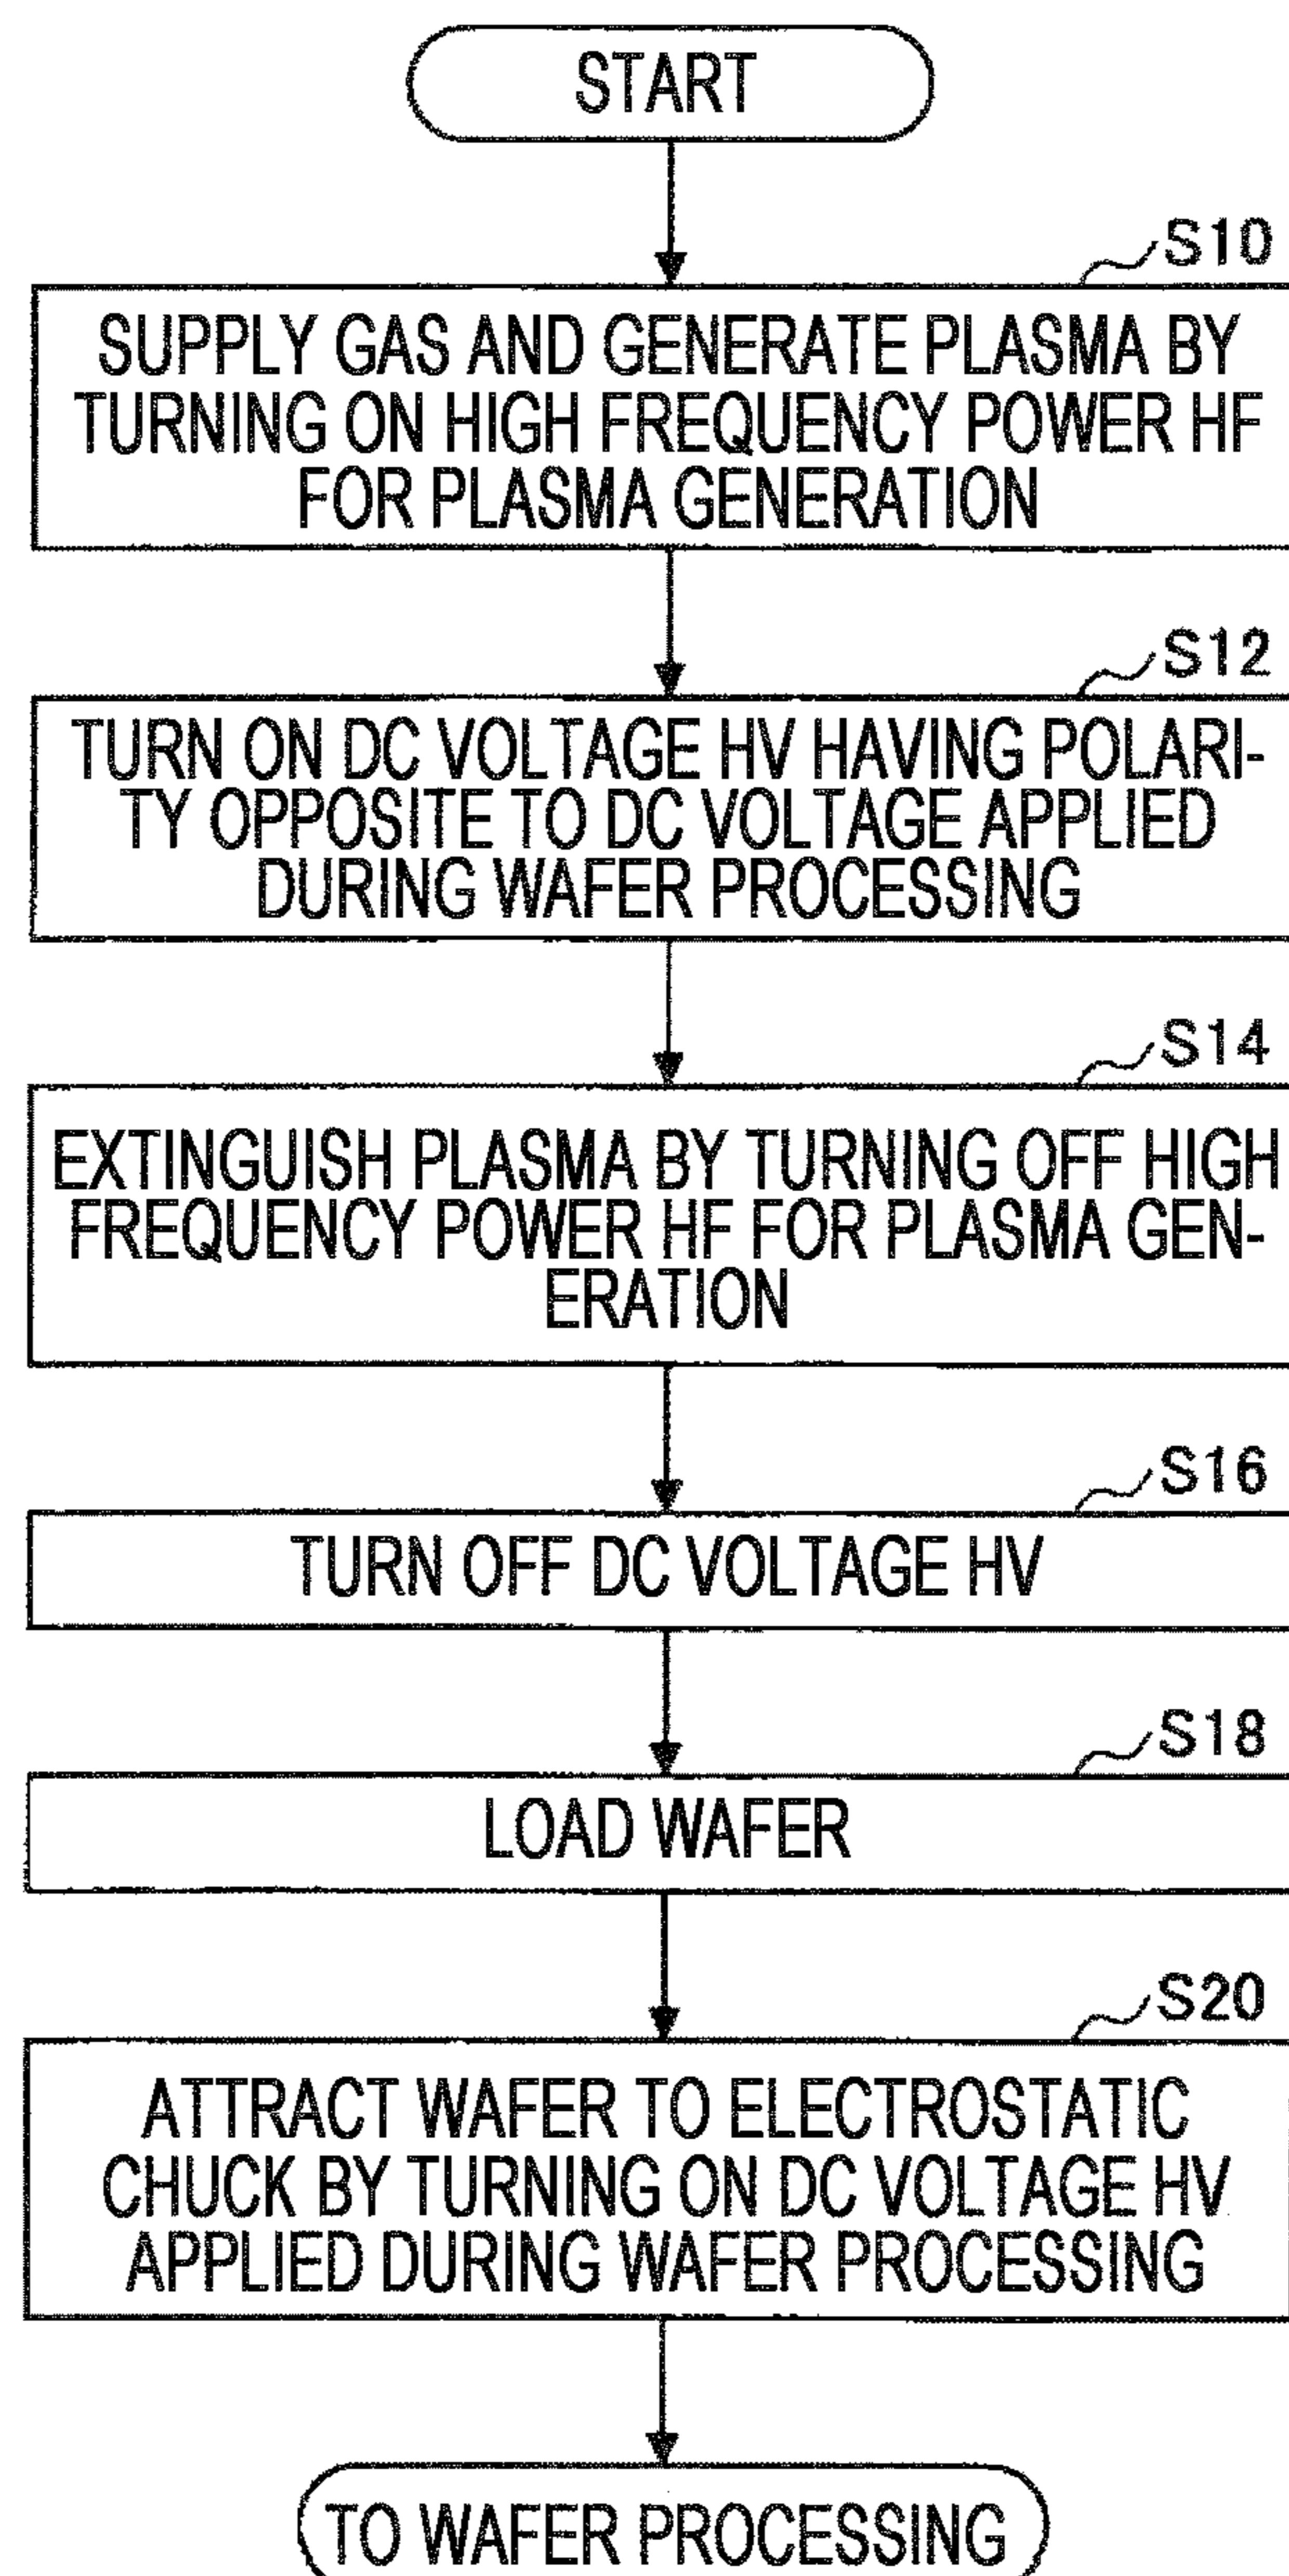 START
S10
SUPPLY GAS AND GENERATE PLASMA BY
TURNING ON HIGH FREQUENCY POWER HF
FOR PLASMA GENERATION
S12
TURN ON DC VOLTAGE HV HAVING POLARI-
TY OPPOSITE TO DC VOLTAGE APPLIED
DURING WAFER PROCESSING
S14
EXTINGUISH PLASMA BY TURNING OFF HIGH
FREQUENCY POWER HF FOR PLASMA GEN-
ERATION
S16
TURN OFF DC VOLTAGE HV
S18
LOAD WAFER
S20
ATTRACT WAFER TO ELECTROSTATIC
CHUCK BY TURNING ON DC VOLTAGE HV
APPLIED DURING WAFER PROCESSING
TO WAFER PROCESSING